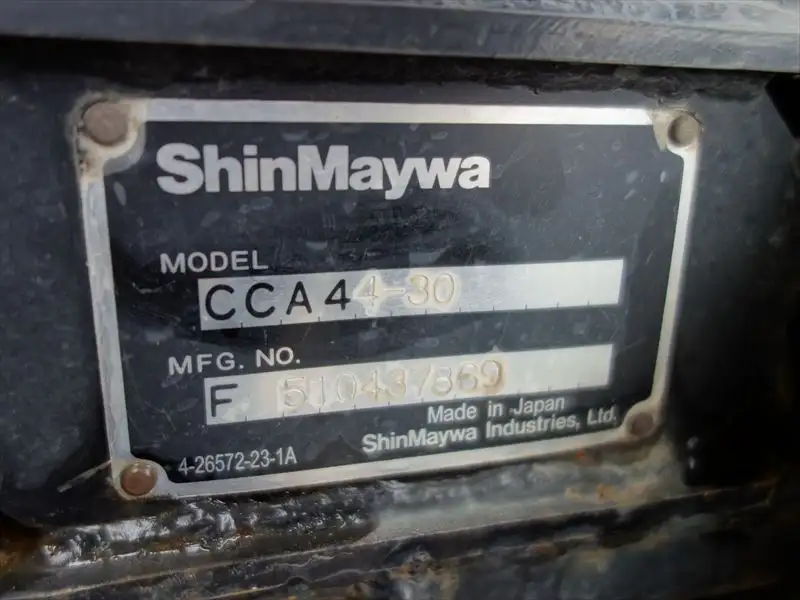 ShinMaywa
MODEL
CCA44-30
MFG. NO.
F 510437869
Made in Japan
ShinMaywa Industries, Ltd.
4-26572-23-1A